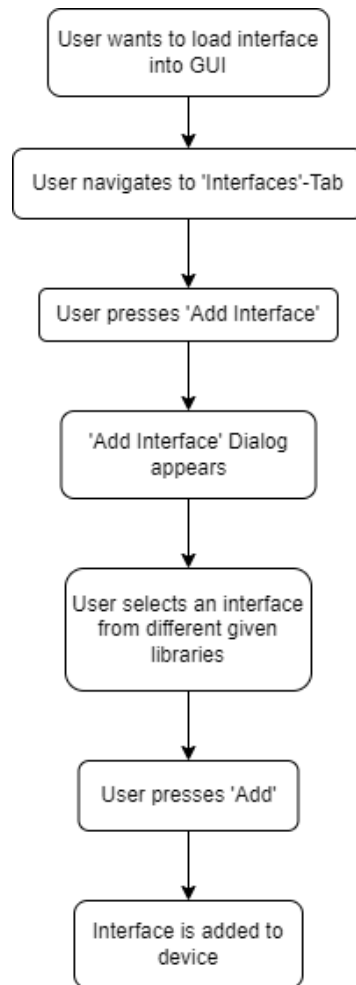 User wants to load interface
into GUI
User navigates to 'Interfaces'-Tab
User presses 'Add Interface'
'Add Interface' Dialog
appears
User selects an interface
from different given
libraries
User presses 'Add'
Interface is added to
device